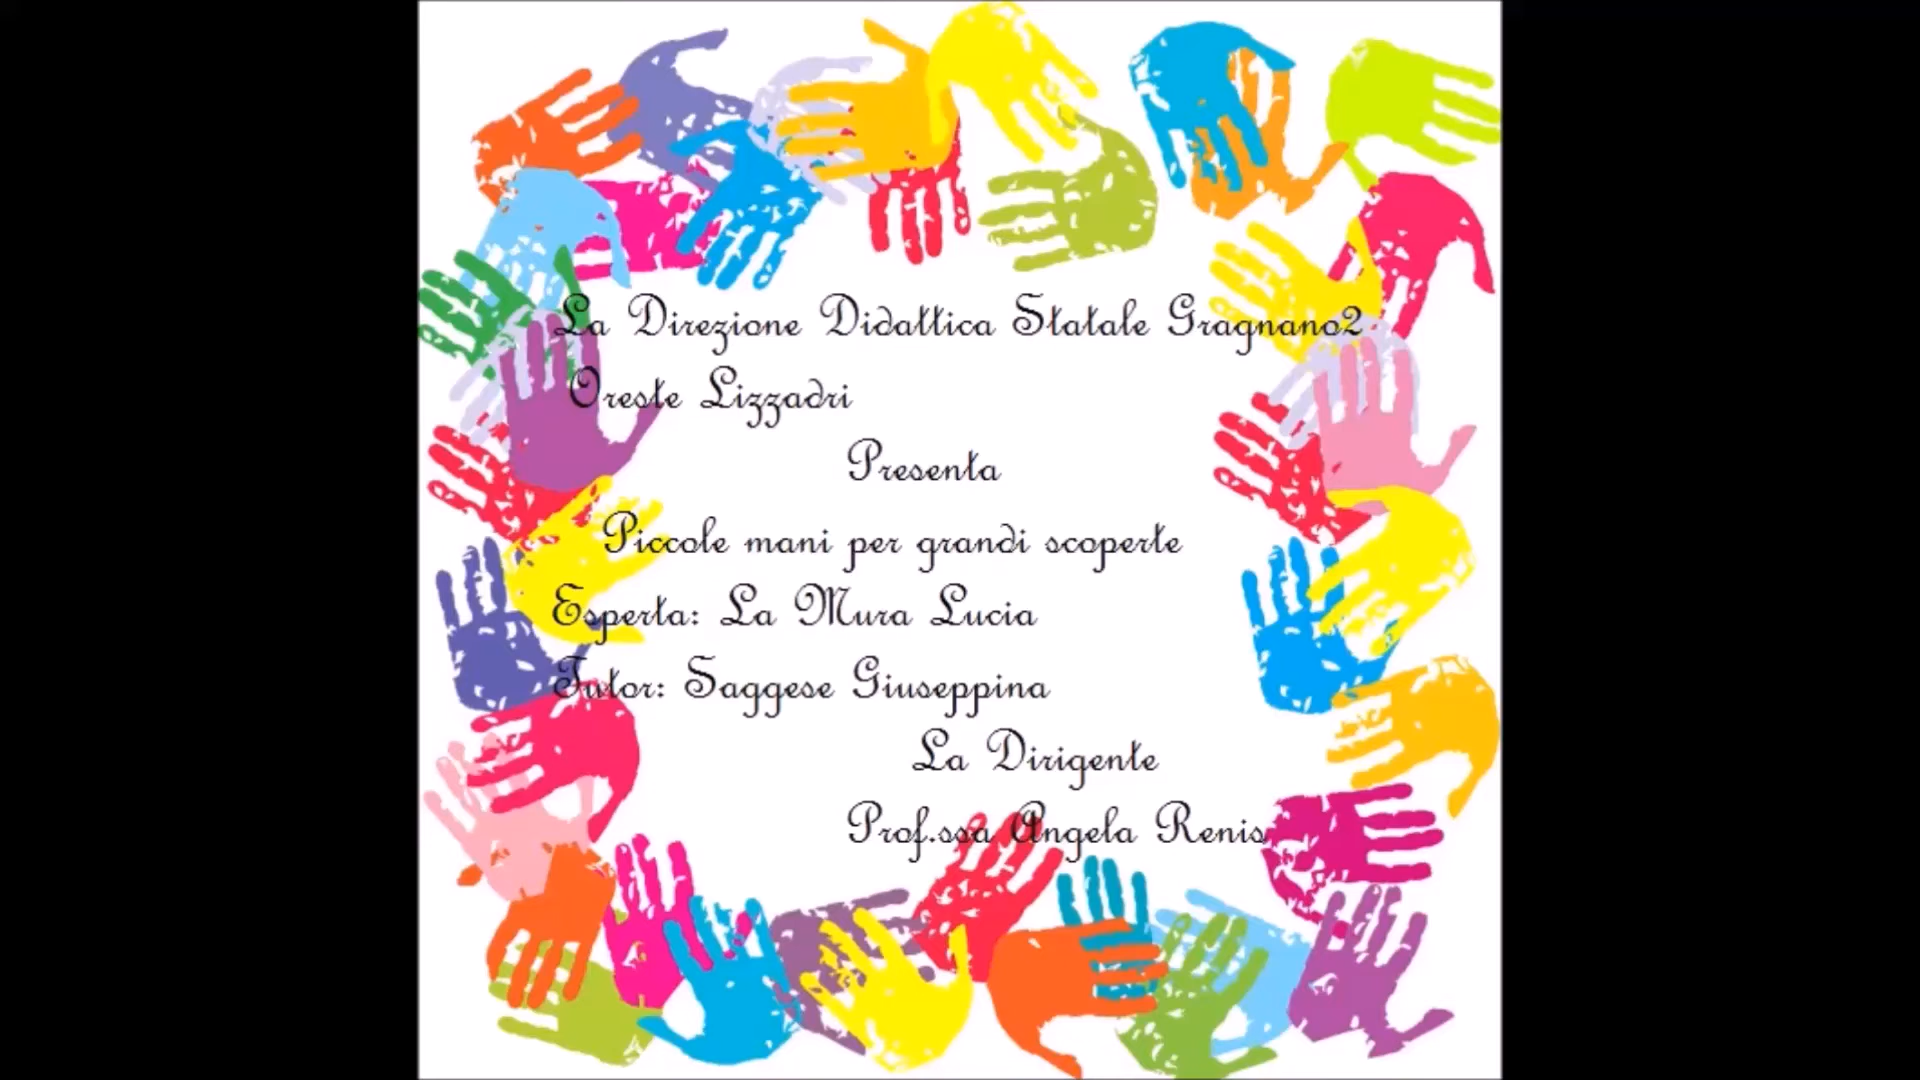 La Direzione Didattica Statale Gragnano2
Oreste Lizzadri
Presenta
Piccole mani per grandi scoperte
Esperta: La Mura Lucia
Tutor: Saggese Giuseppina
La Dirigente
Prof.ssa Angela Renis